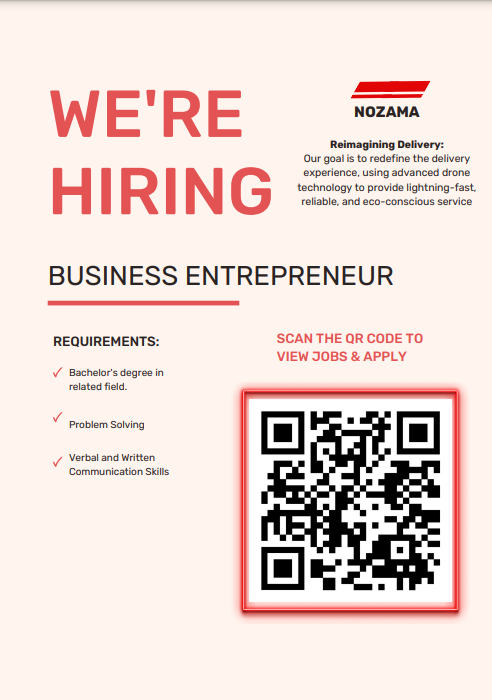 WE'RE
HIRING
NOZAMA
Reimagining Delivery:
Our goal is to redefine the delivery
experience, using advanced drone
technology to provide lightning-fast,
reliable, and eco-conscious service
BUSINESS ENTREPRENEUR
REQUIREMENTS:
Bachelor's degree in
related field.
Problem Solving
Verbal and Written
Communication Skills
SCAN THE QR CODE TO
VIEW JOBS & APPLY